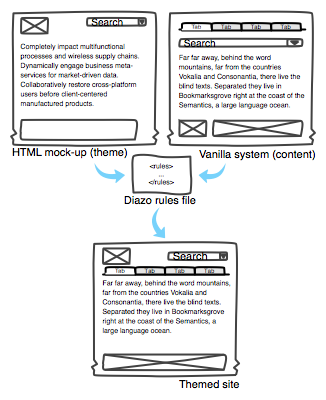 Search
Completely impact multifunctional
processes and wireless supply chains.
Dynamically engage business meta-
services for market-driven data.
Collaboratively restore cross-platform
users before client-centered
manufactured products.
HTML mock-up (theme)
Tab Tab Tab Tab
Search
Far far away, behind the word
mountains, far from the countries
Vokalia and Consonantia, there live the
blind texts. Separated they live in
Bookmarksgrove right at the coast of the
Semantics, a large language ocean.
Vanilla system (content)
<rules>
...
</rules>
Diazo rules file
Search
Tab Tab Tab Tab
Far far away, behind the word mountains,
far from the countries Vokalia and
Consonantia, there live the blind texts.
Separated they live in Bookmarksgrove
right at the coast of the Semantics, a
large language ocean.
Themed site